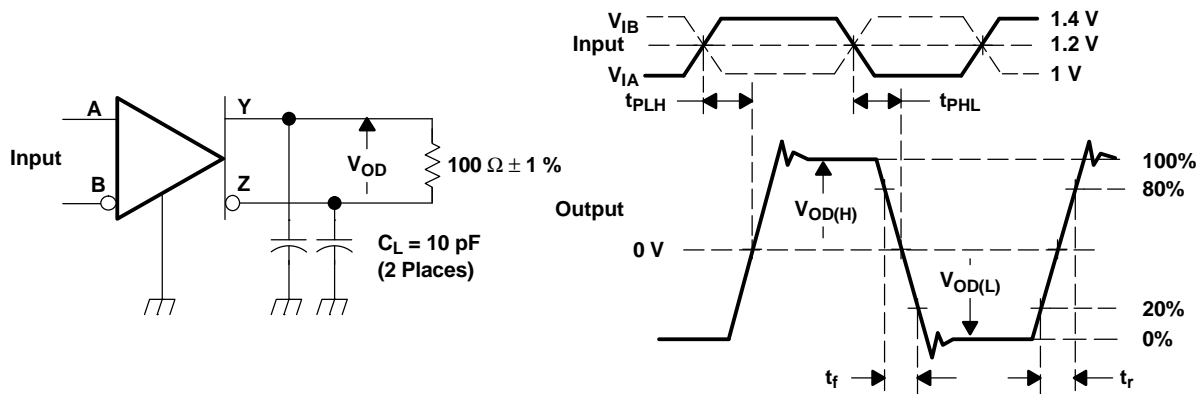 A
Y
Input
V_OD
100 Ω ± 1 %
B
Z
C_L = 10 pF
(2 Places)
V_IB
1.4 V
Input
1.2 V
V_IA
1 V
t_PLH
t_PHL
100%
80%
Output
V_OD(H)
0 V
V_OD(L)
20%
0%
t_f
t_r